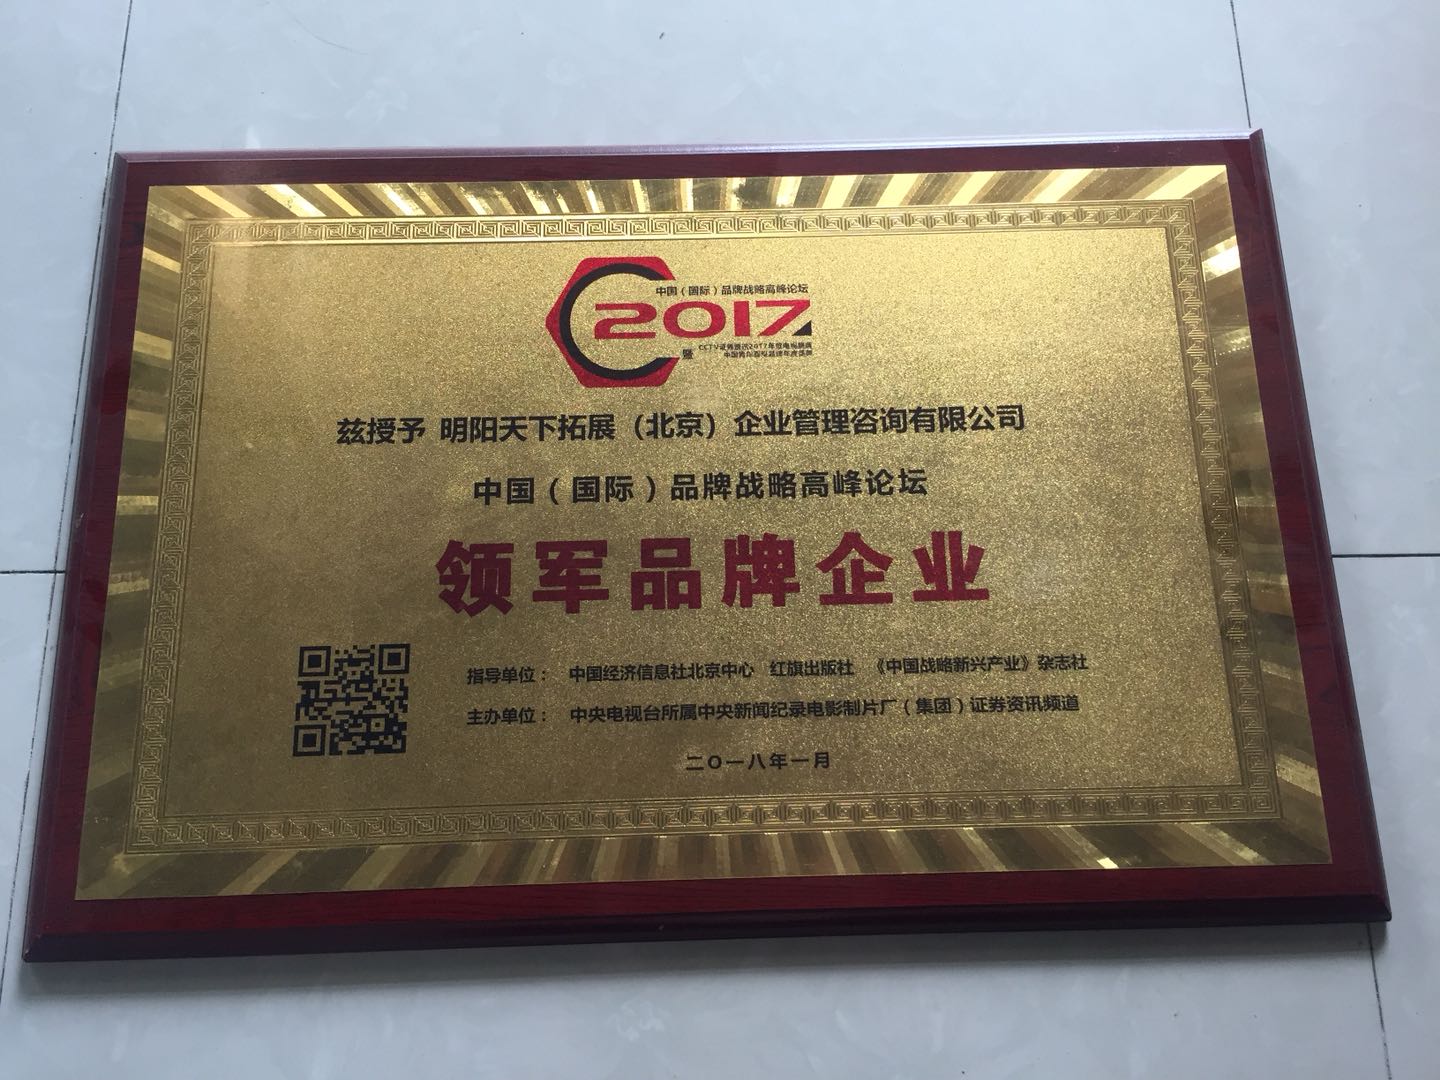 中国（国际）品牌战略高峰论坛
2017
暨
兹授予 明阳天下拓展（北京）企业管理咨询有限公司
中国（国际）品牌战略高峰论坛
领军品牌企业
指导单位： 中国经济信息社北京中心 红旗出版社 《中国战略新兴产业》杂志社
主办单位： 中央电视台所属中央新闻纪录电影制片厂（集团）证券资讯频道
二〇一八年一月